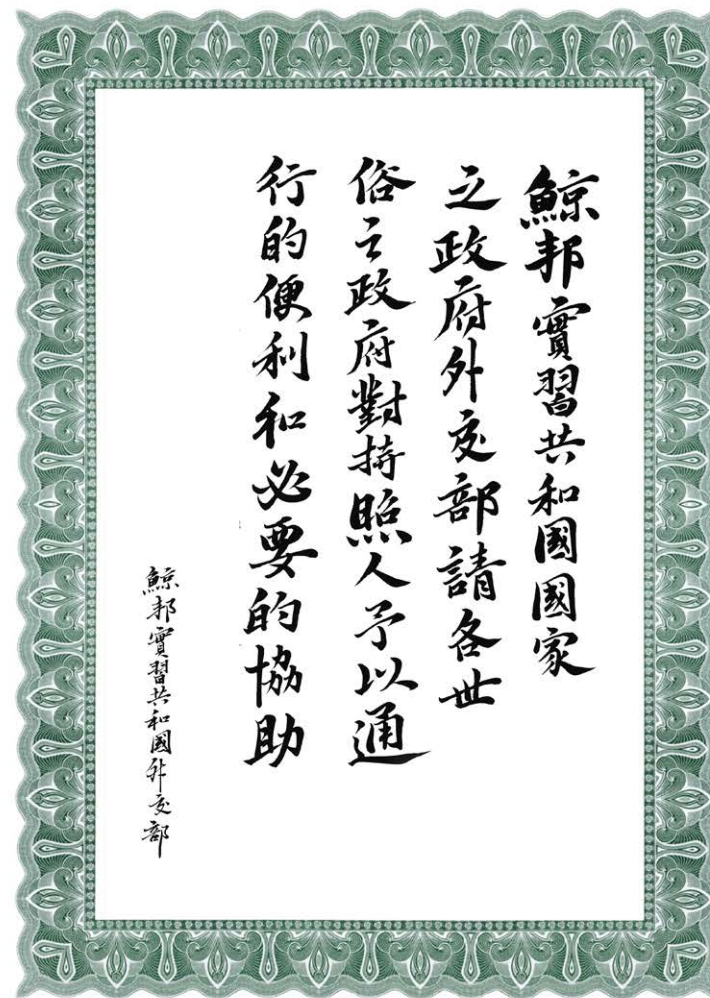 鯨邦實習共和國國家
之政府外交部請各世
俗之政府對持照人予以通
行的便利和必要的協助
鯨邦實習共和國外交部